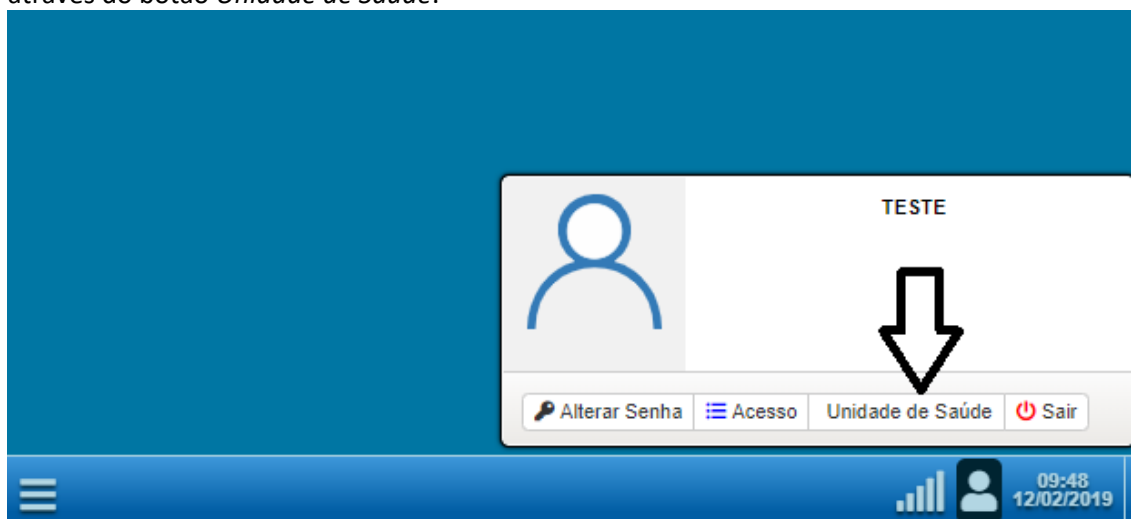 através do botão Unidade de Saúde.
TESTE
Alterar Senha Acesso Unidade de Saúde Sair
09:48
12/02/2019